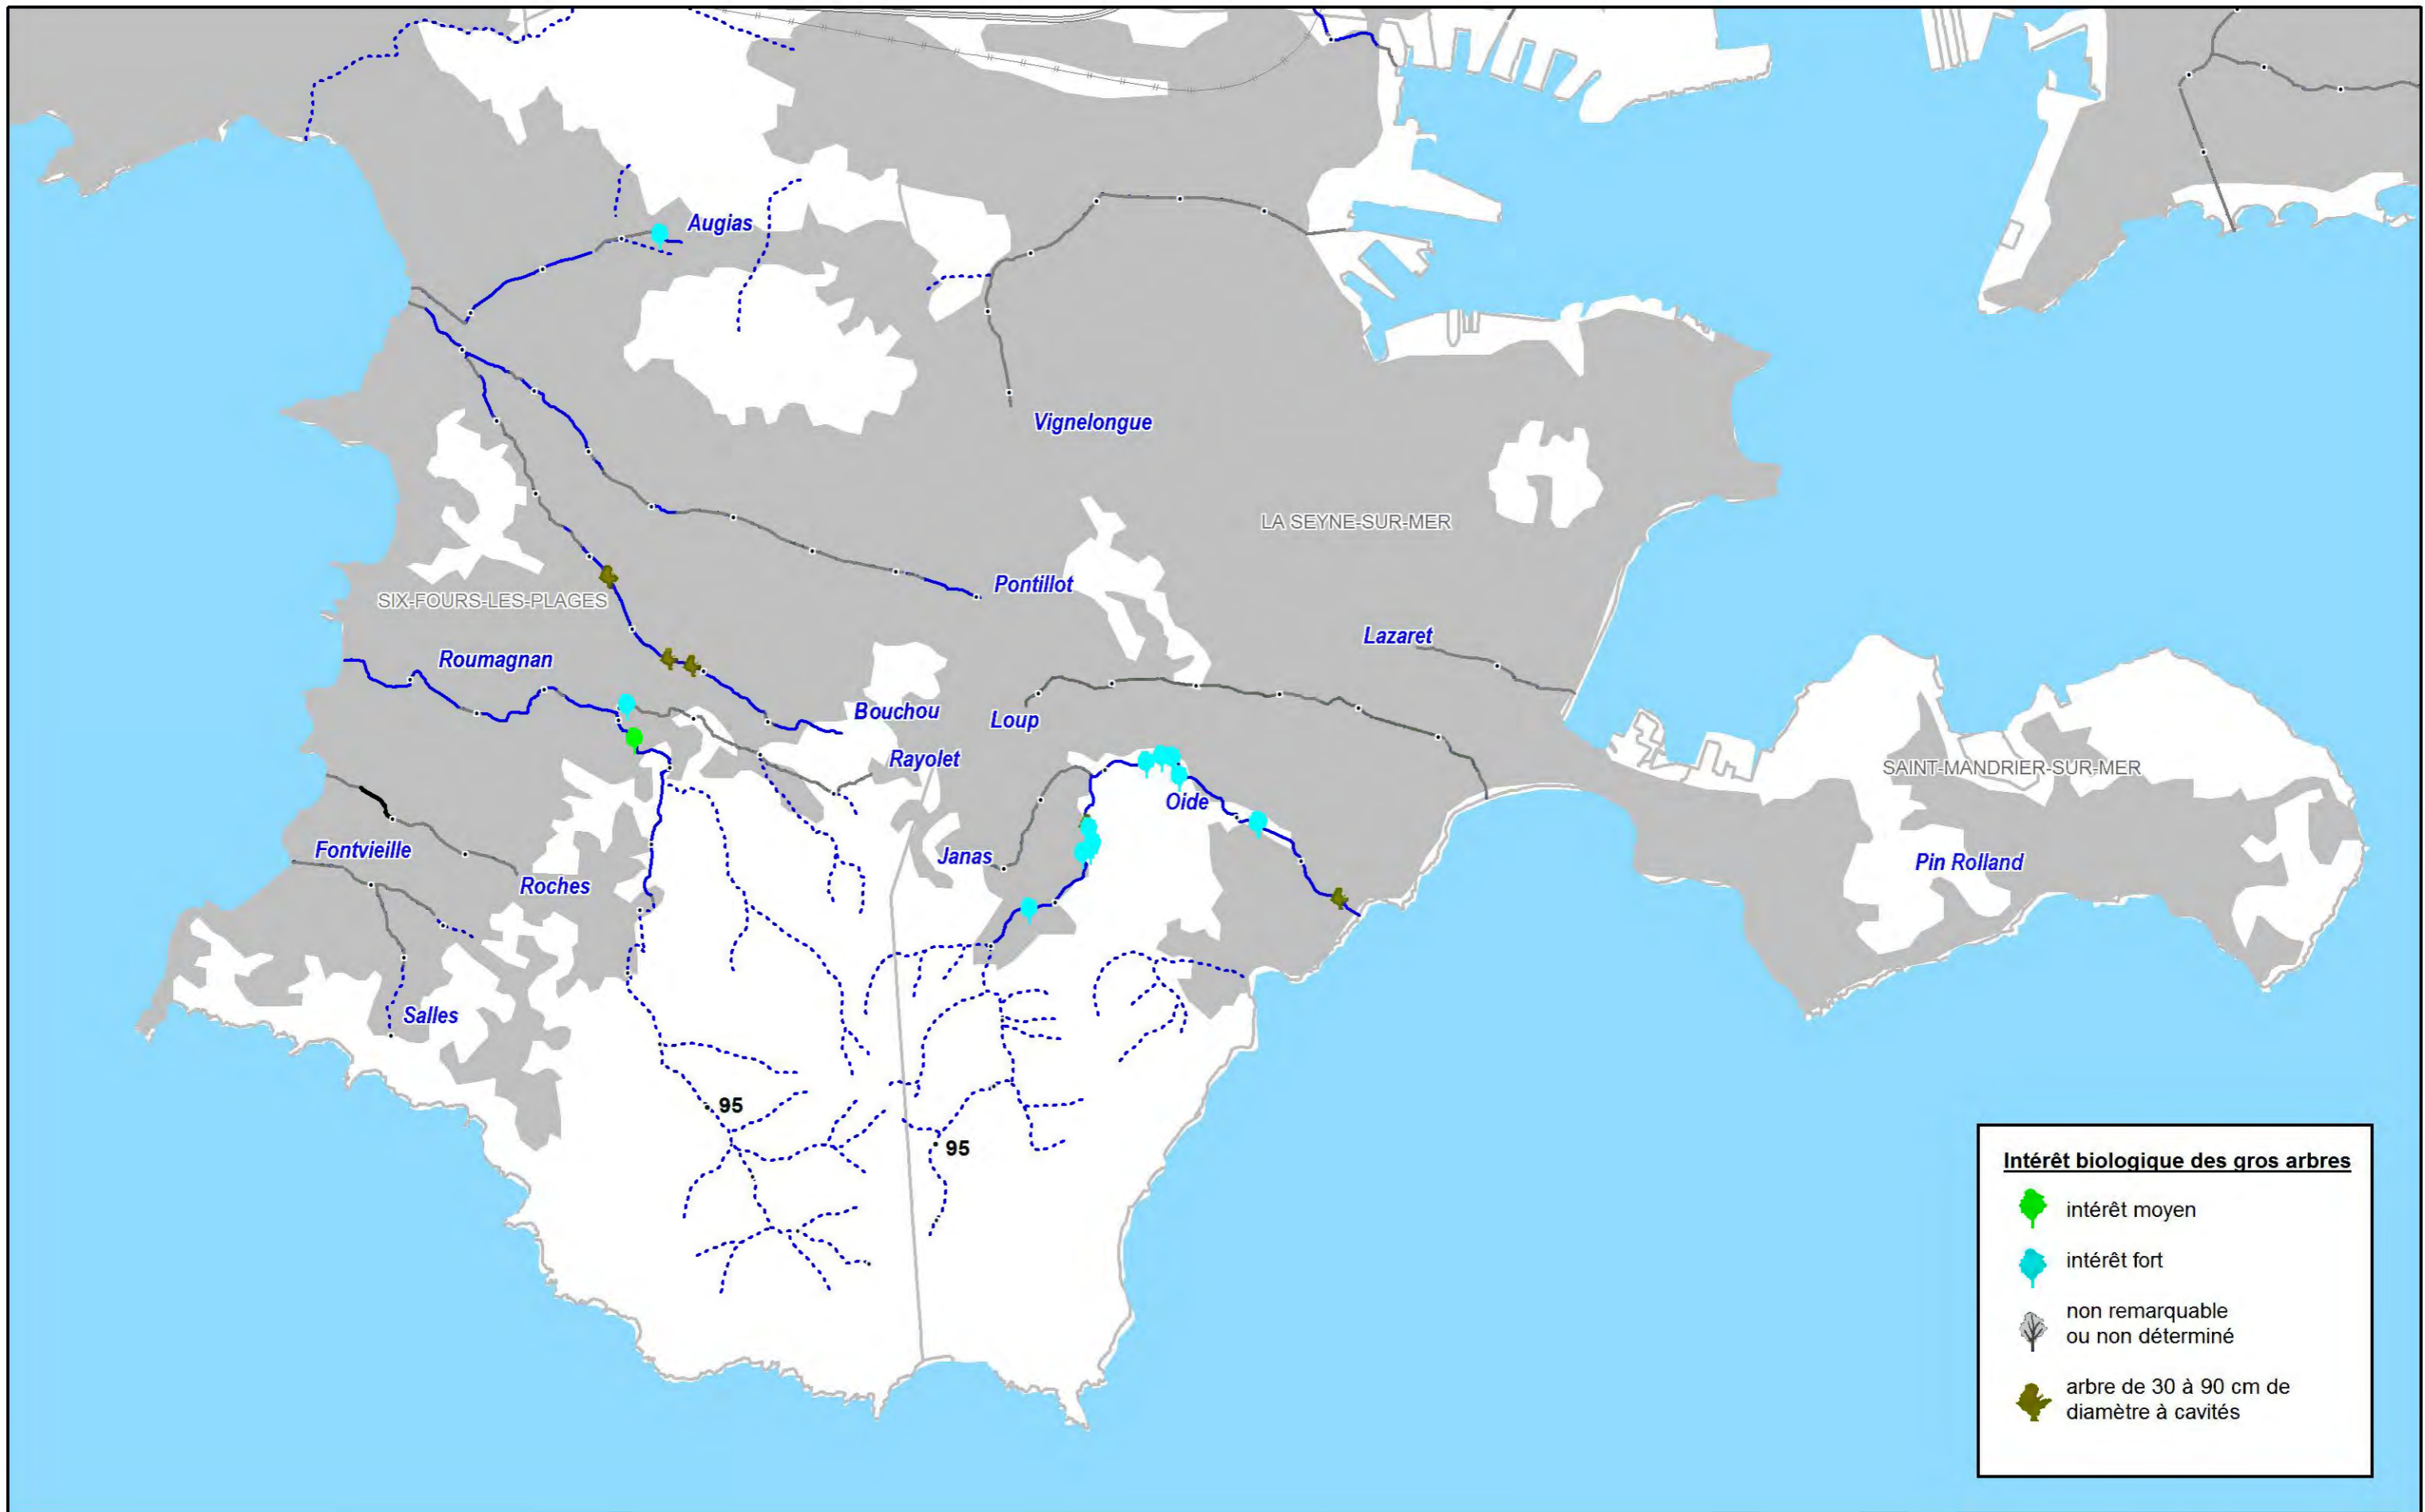 Augias
Vignelongue
LA SEYNE-SUR-MER
Pontillot
SIX-FOURS-LES-PLAGES
Lazaret
Roumagnan
Bouchou
Loup
Rayolet
SAINT-MANDRIER-SUR-MER
Oide
Fontvieille
Janas
Pin Rolland
Roches
Salles
95
95
Intérêt biologique des gros arbres
intérêt moyen
intérêt fort
non remarquable
ou non déterminé
arbre de 30 à 90 cm de
diamètre à cavités